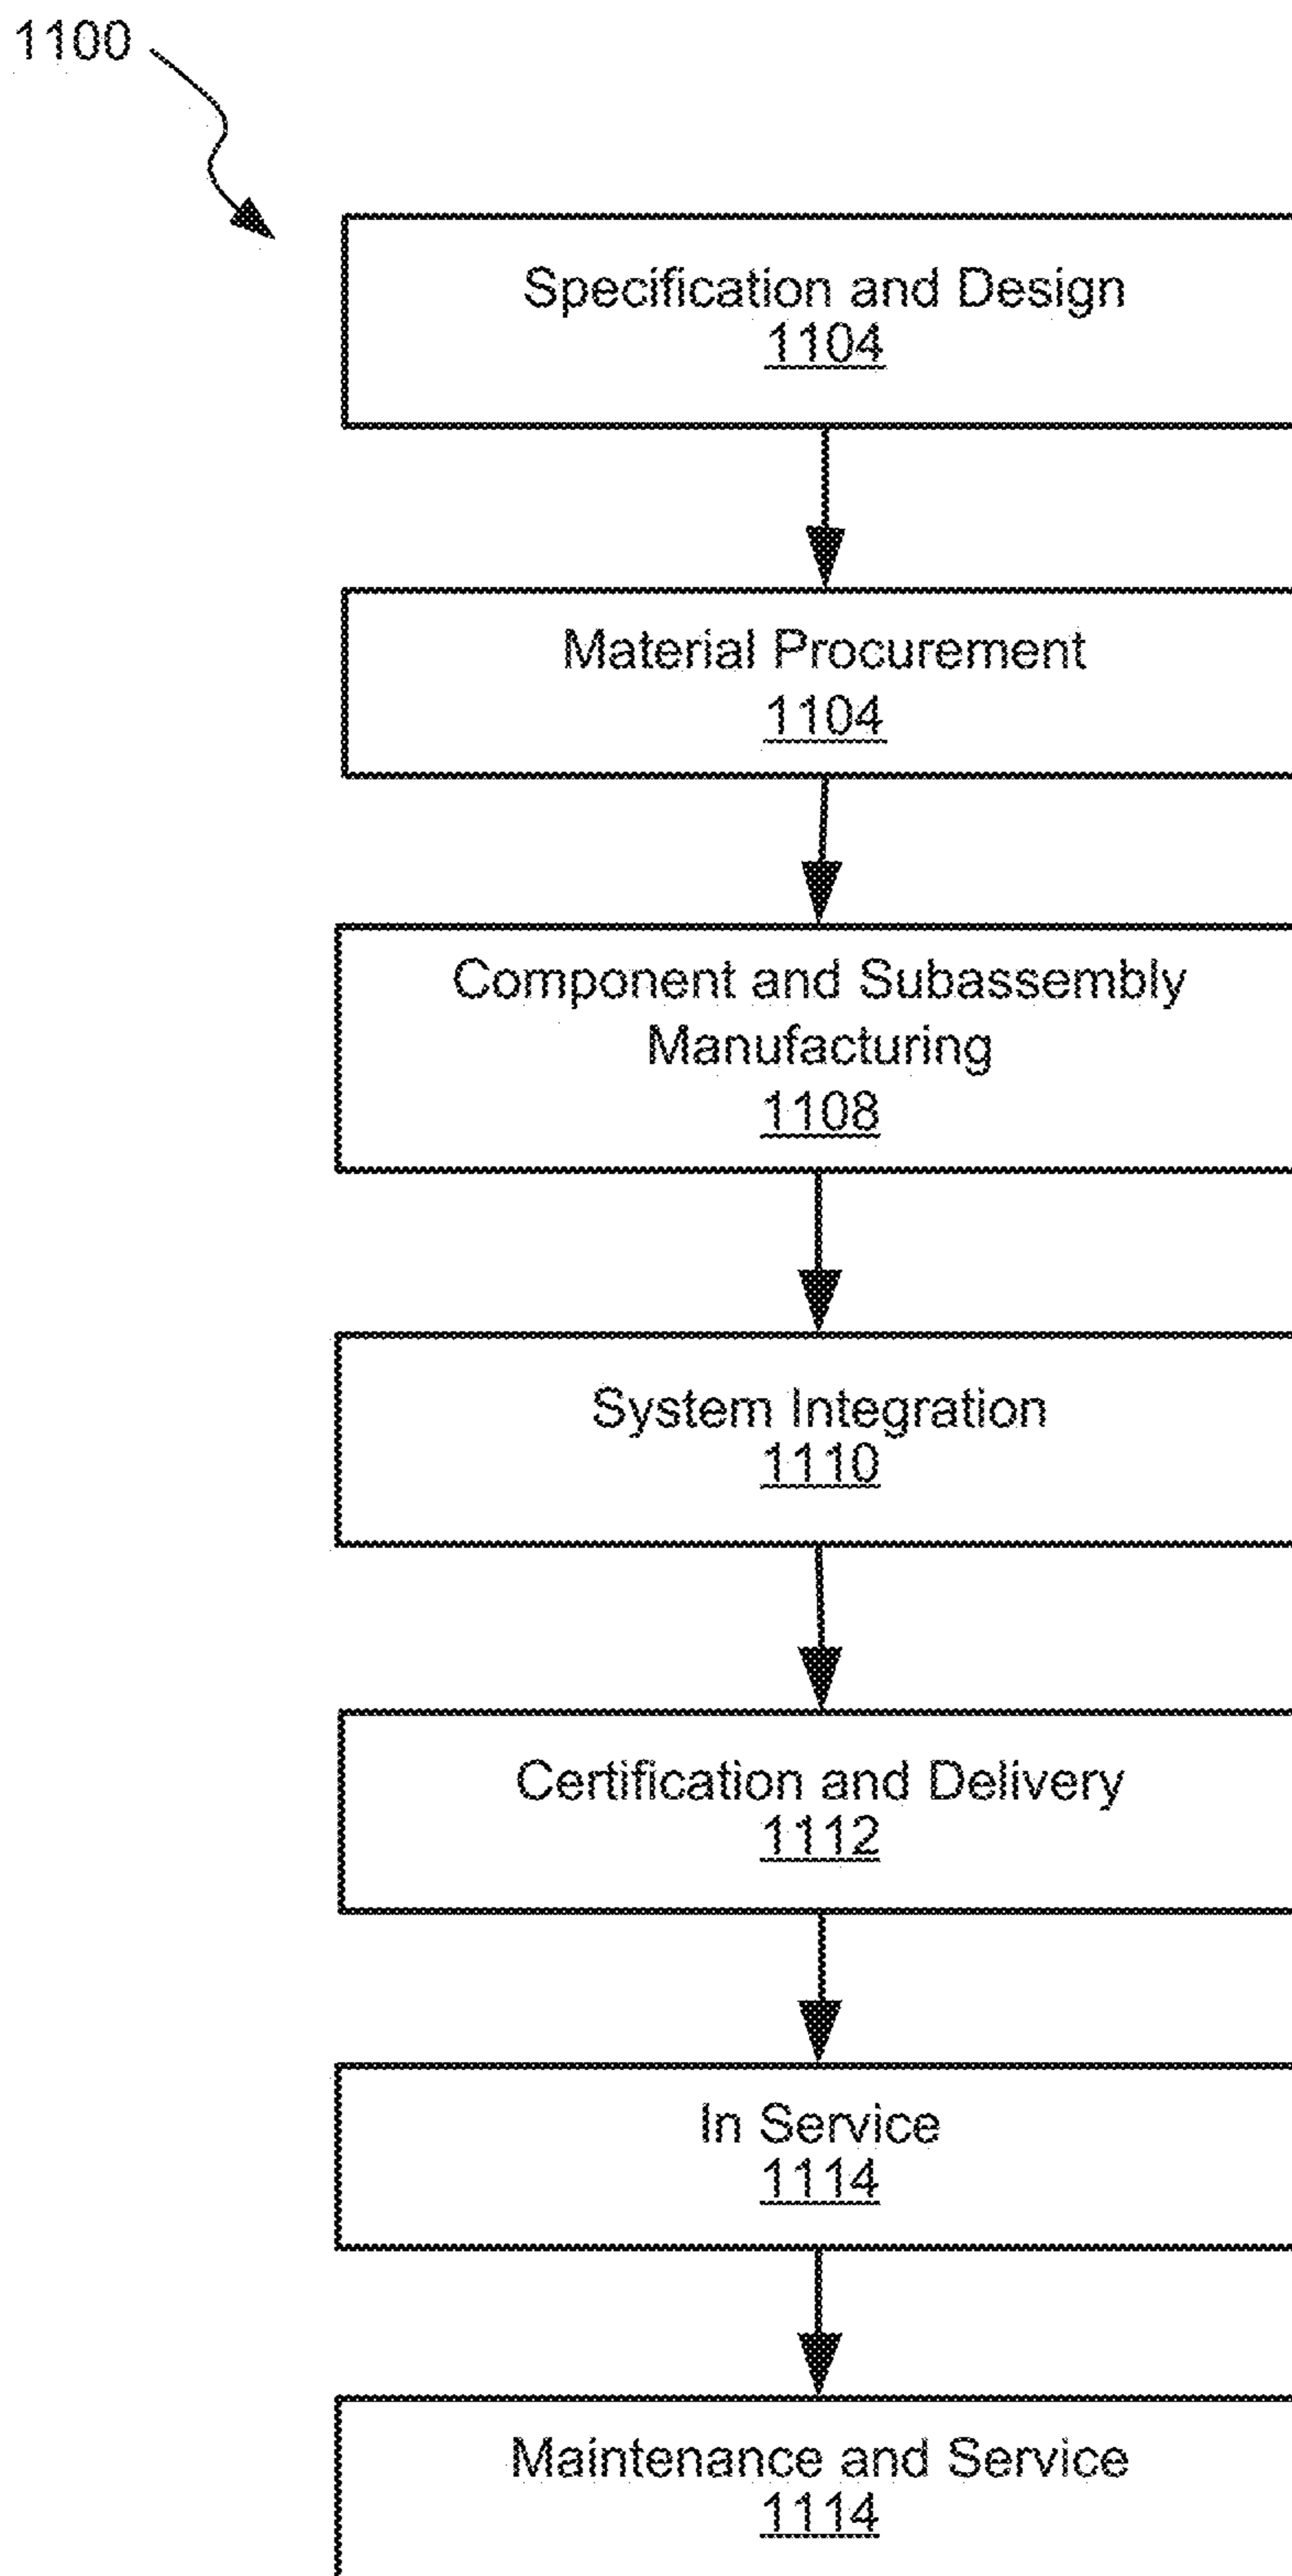 1100
Specification and Design
1104
Material Procurement
1104
Component and Subassembly
Manufacturing
1108
System Integration
1110
Certification and Delivery
1112
In Service
1114
Maintenance and Service
1114